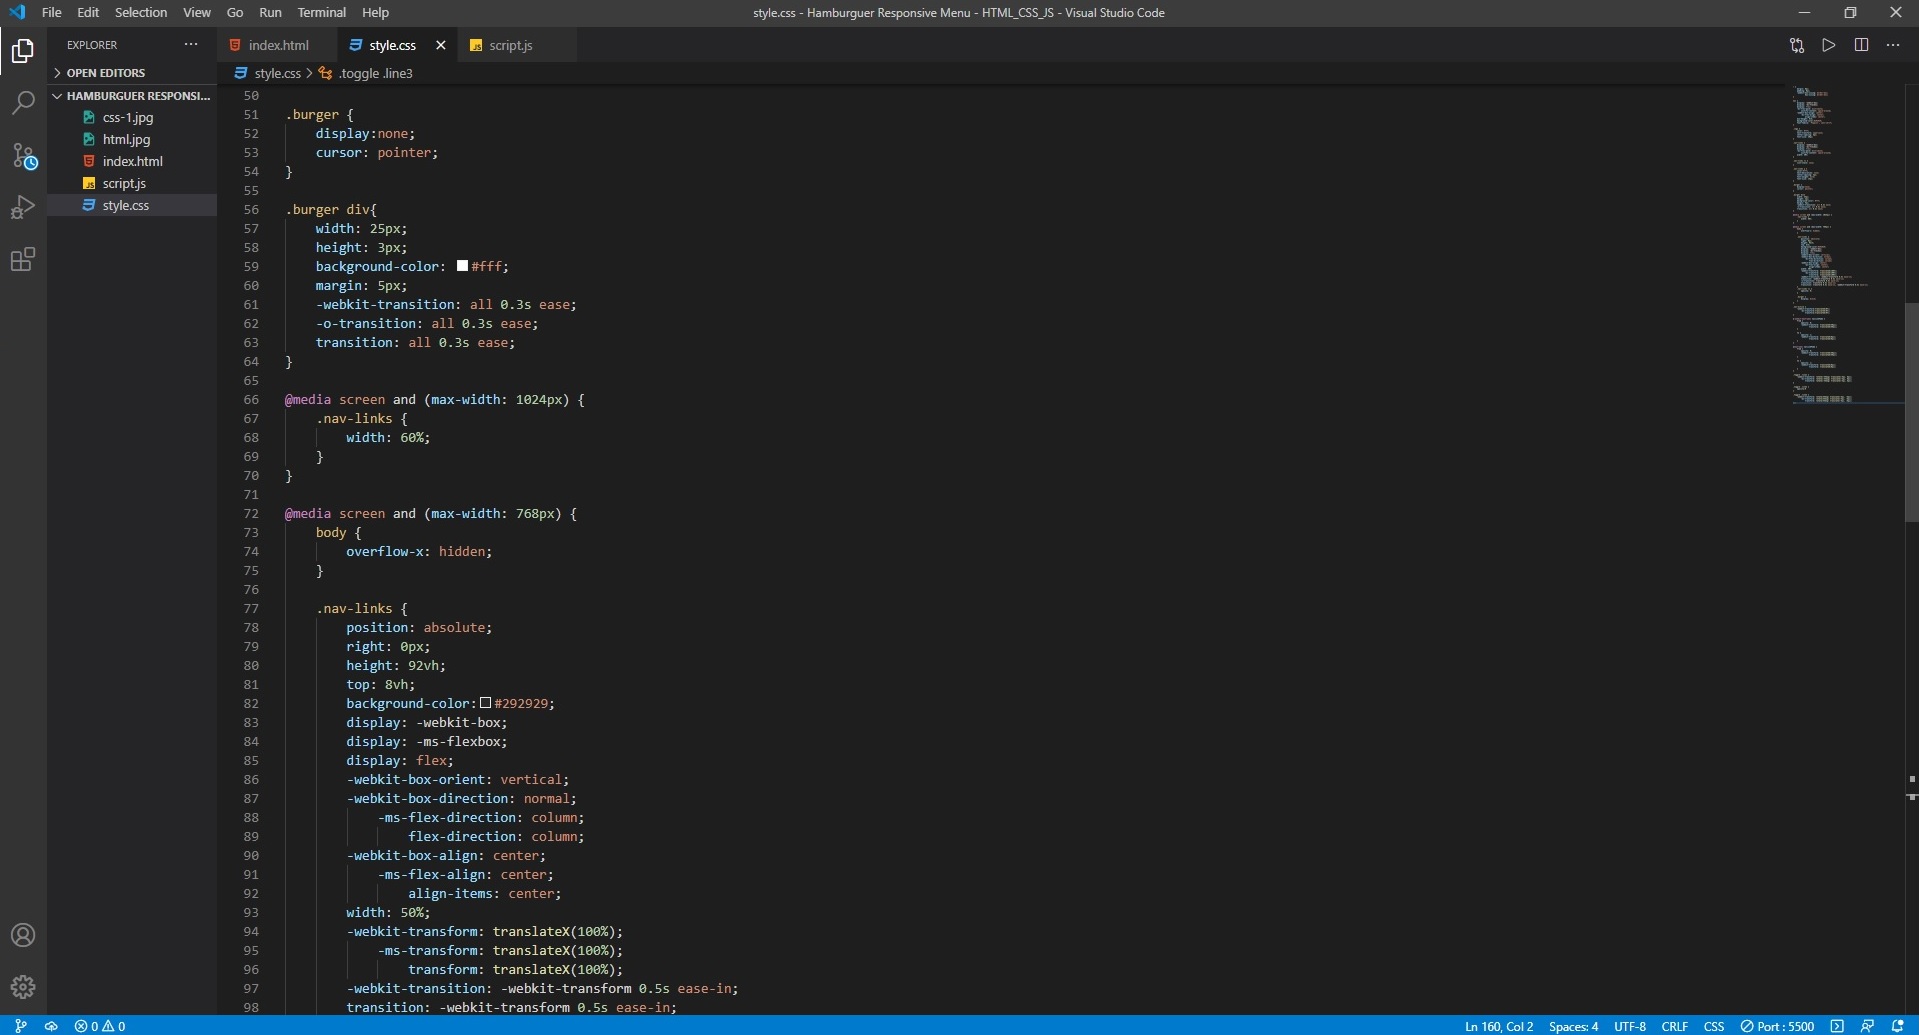 File Edit Selection View Go Run Terminal Help
style.css - Hamburguer Responsive Menu - HTML_CSS_JS - Visual Studio Code
EXPLORER
OPEN EDITORS
HAMBURGUER RESPONSI...
css-1.jpg
html.jpg
JS script.js
index.html
style.css
index.html style.css JS script.js
style.css > .toggle .line3
50
51 .burger {
52 display:none;
53 cursor: pointer;
54 }
55
56 .burger div{
57 width: 25px;
58 height: 3px;
59 background-color: #fff;
60 margin: 5px;
61 -webkit-transition: all 0.3s ease;
62 -o-transition: all 0.3s ease;
63 transition: all 0.3s ease;
64 }
65
66 @media screen and (max-width: 1024px) {
67 .nav-links {
68 width: 60%;
69 }
70 }
71
72 @media screen and (max-width: 768px) {
73 body {
74 overflow-x: hidden;
75 }
76
77 .nav-links {
78 position: absolute;
79 right: 0px;
80 height: 92vh;
81 top: 8vh;
82 background-color: #292929;
83 display: -webkit-box;
84 display: -ms-flexbox;
85 display: flex;
86 -webkit-box-orient: vertical;
87 -webkit-box-direction: normal;
88 -ms-flex-direction: column;
89 flex-direction: column;
90 -webkit-box-align: center;
91 -ms-flex-align: center;
92 align-items: center;
93 width: 50%;
94 -webkit-transform: translateX(100%);
95 -ms-transform: translateX(100%);
96 transform: translateX(100%);
97 -webkit-transition: -webkit-transform 0.5s ease-in;
98 transition: -webkit-transform 0.5s ease-in;
0 0
Ln 160, Col 2 Spaces: 4 UTF-8 CRLF CSS Port : 5500